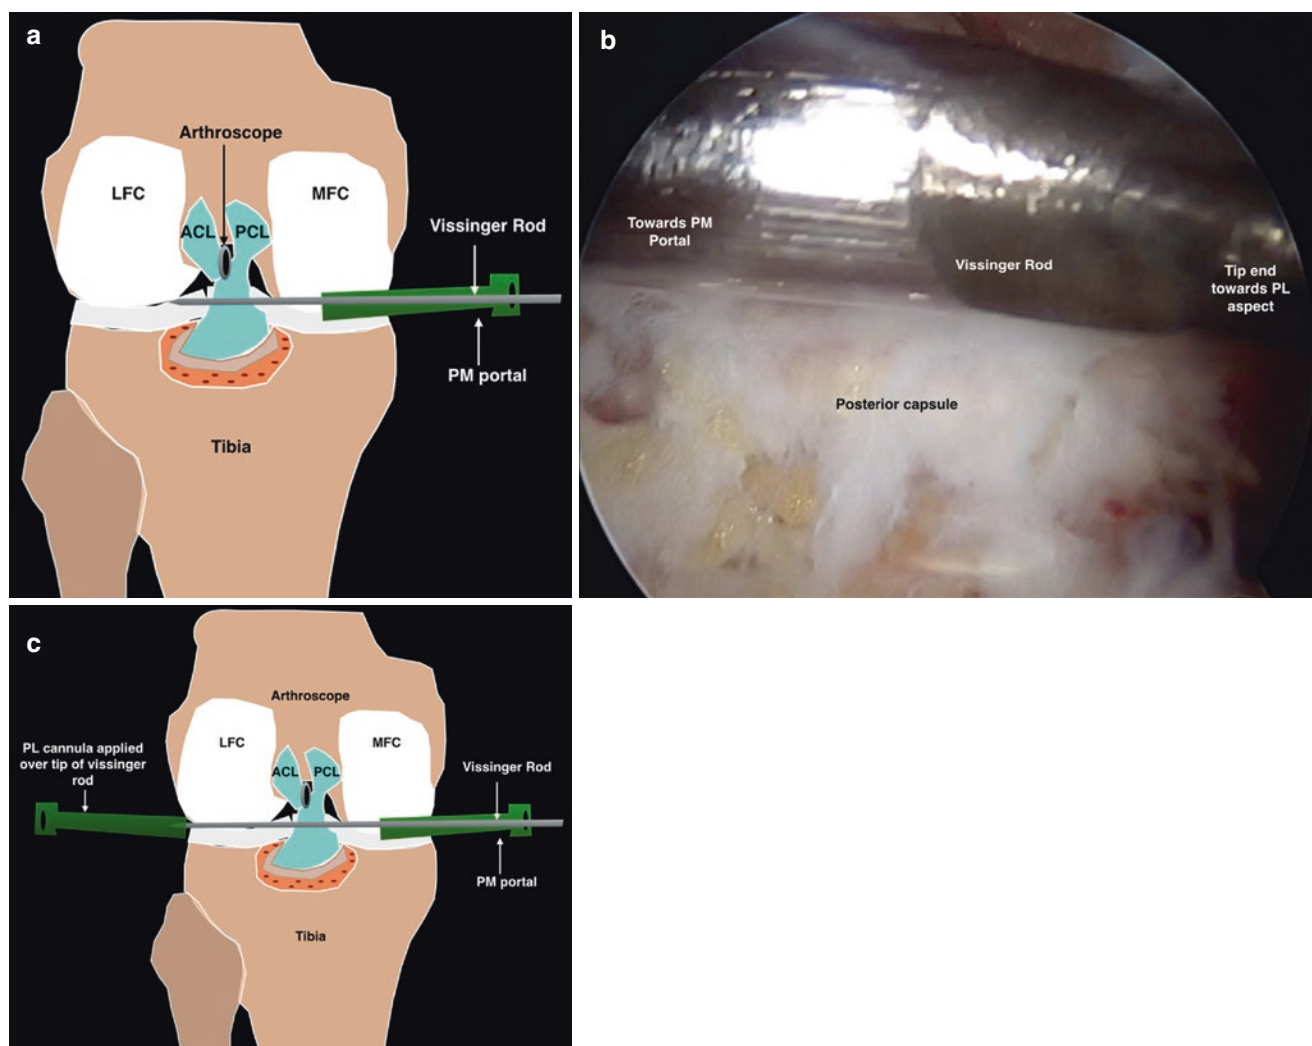 a
Arthroscope
LFC
MFC
ACL
PCL
Vissinger Rod
PM portal
Tibia
b
Towards PM
Portal
Vissinger Rod
Tip end
towards PL
aspect
Posterior capsule
c
Arthroscope
LFC
MFC
PL cannula applied
over tip of vissinger
rod
ACL
PCL
Vissinger Rod
PM portal
Tibia